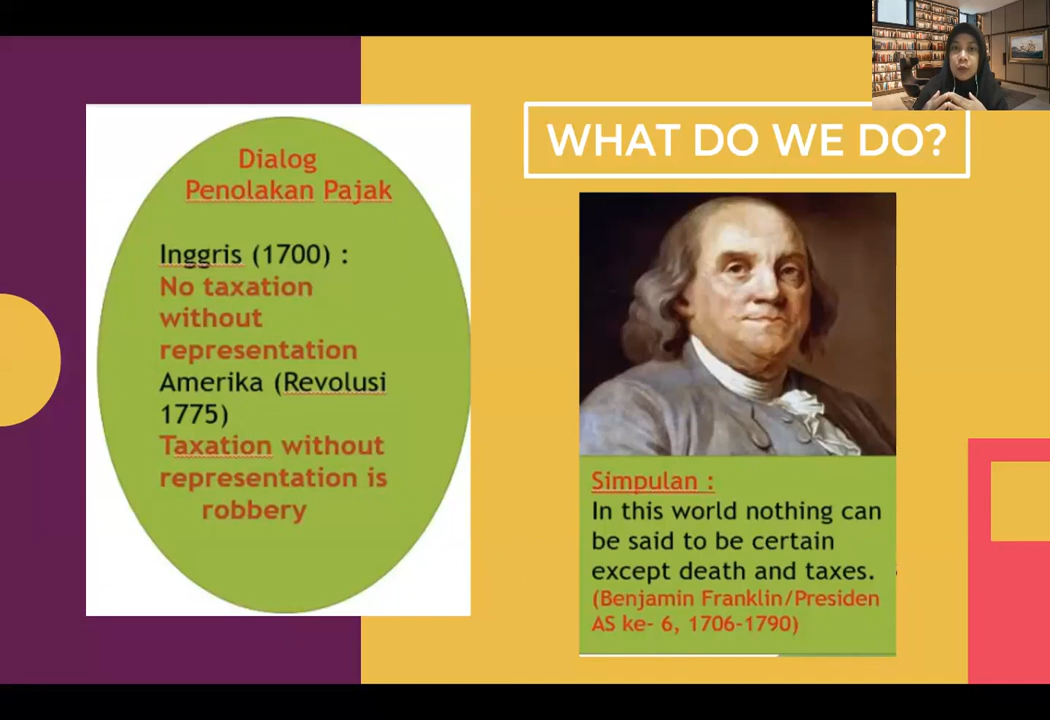 Dialog
Penolakan Pajak
Inggris (1700) :
No taxation
without
representation
Amerika (Revolusi
1775)
Taxation without
representation is
robbery
WHAT DO WE DO?
Simpulan :
In this world nothing can
be said to be certain
except death and taxes.
(Benjamin Franklin/Presiden
AS ke- 6, 1706-1790)